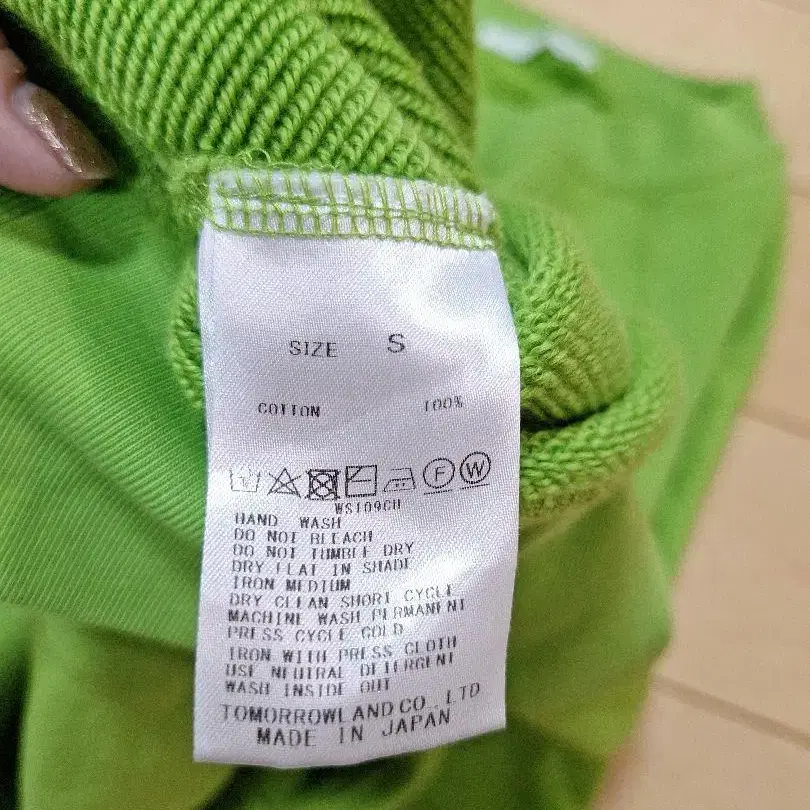 SIZE S
COTTON 100%
F W
WS109CU
HAND WASH
DO NOT BLEACH
DO NOT TUMBLE DRY
DRY FLAT IN SHADE
IRON MEDIUM
DRY CLEAN SHORT CYCLE
MACHINE WASH PERMANENT
PRESS CYCLE COLD
IRON WITH PRESS CLOTH
USE NEUTRAL DETERGENT
WASH INSIDE OUT
TOMORROWLAND CO.,LTD
MADE IN JAPAN